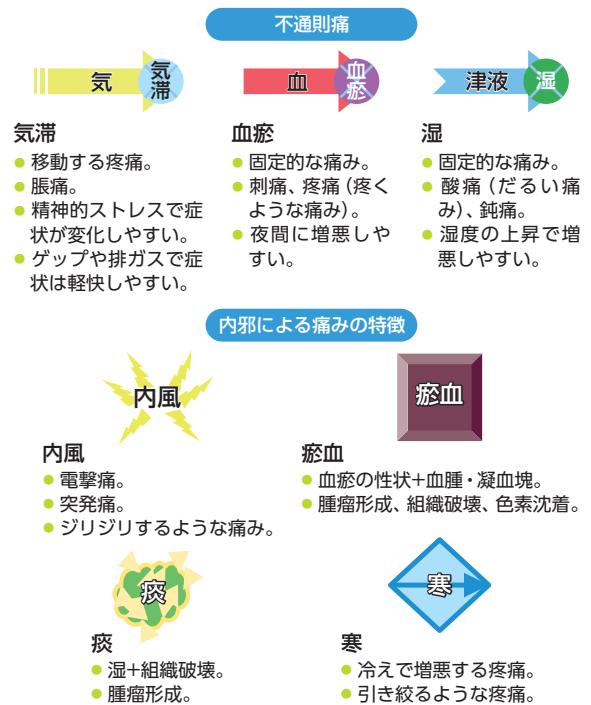 不通則痛
気
気滞
血
血瘀
津液
湿
気滞
● 移動する疼痛。
● 脹痛。
● 精神的ストレスで症
状が変化しやすい。
● ゲップや排ガスで症
状は軽快しやすい。
血瘀
● 固定的な痛み。
● 刺痛、疼痛（疼く
ような痛み）。
● 夜間に増悪しや
すい。
湿
● 固定的な痛み。
● 酸痛（だるい痛
み）、鈍痛。
● 湿度の上昇で増
悪しやすい。
内邪による痛みの特徴
内風
内風
● 電撃痛。
● 突発痛。
● ジリジリするような痛み。
瘀血
瘀血
● 血瘀の性状+血腫・凝血塊。
● 腫瘤形成、組織破壊、色素沈着。
痰
痰
● 湿+組織破壊。
● 腫瘤形成。
寒
寒
● 冷えで増悪する疼痛。
● 引き絞るような疼痛。